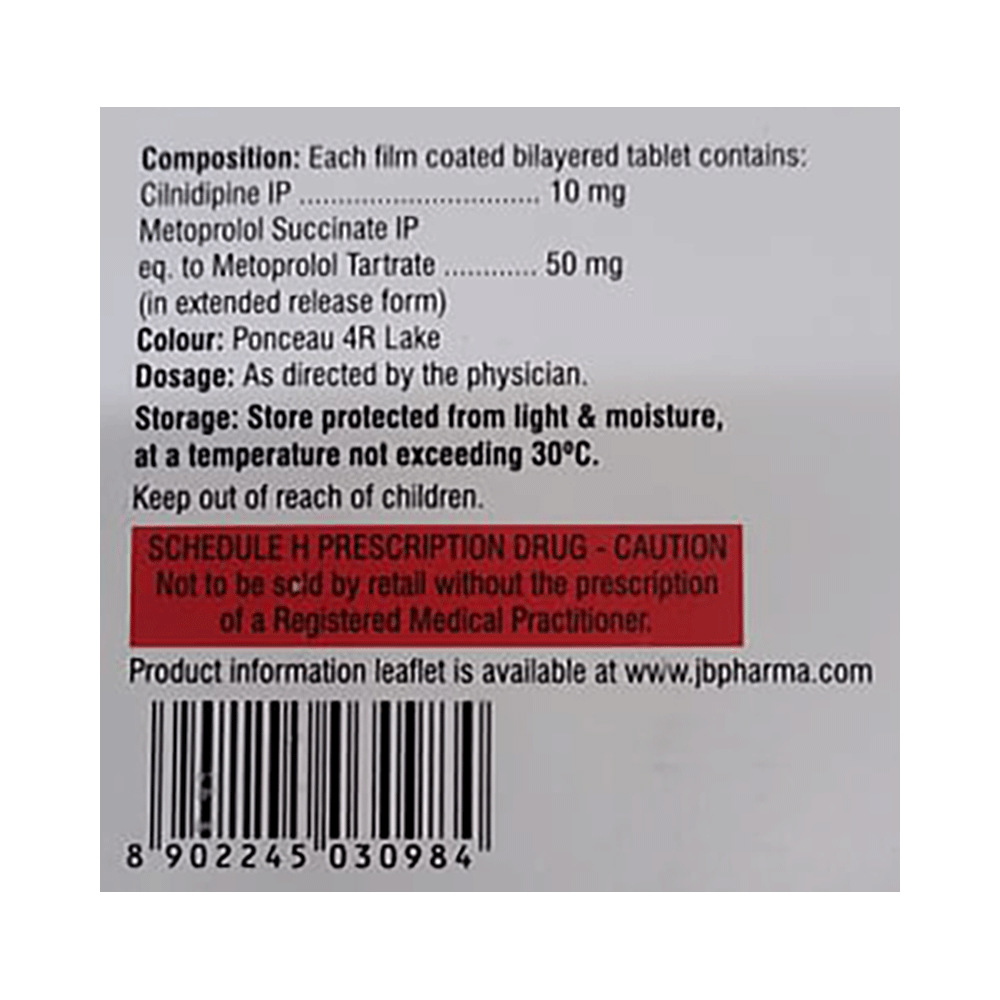 Composition: Each film coated bilayered tablet contains:
Cilnidipine IP .............................. 10 mg
Metoprolol Succinate IP
eq. to Metoprolol Tartrate ............ 50 mg
(in extended release form)
Colour: Ponceau 4R Lake
Dosage: As directed by the physician.
Storage: Store protected from light & moisture,
at a temperature not exceeding 30ºC.
Keep out of reach of children.
SCHEDULE H PRESCRIPTION DRUG - CAUTION
Not to be sold by retail without the prescription
of a Registered Medical Practitioner.
Product information leaflet is available at www.jbpharma.com
8 902245 030984